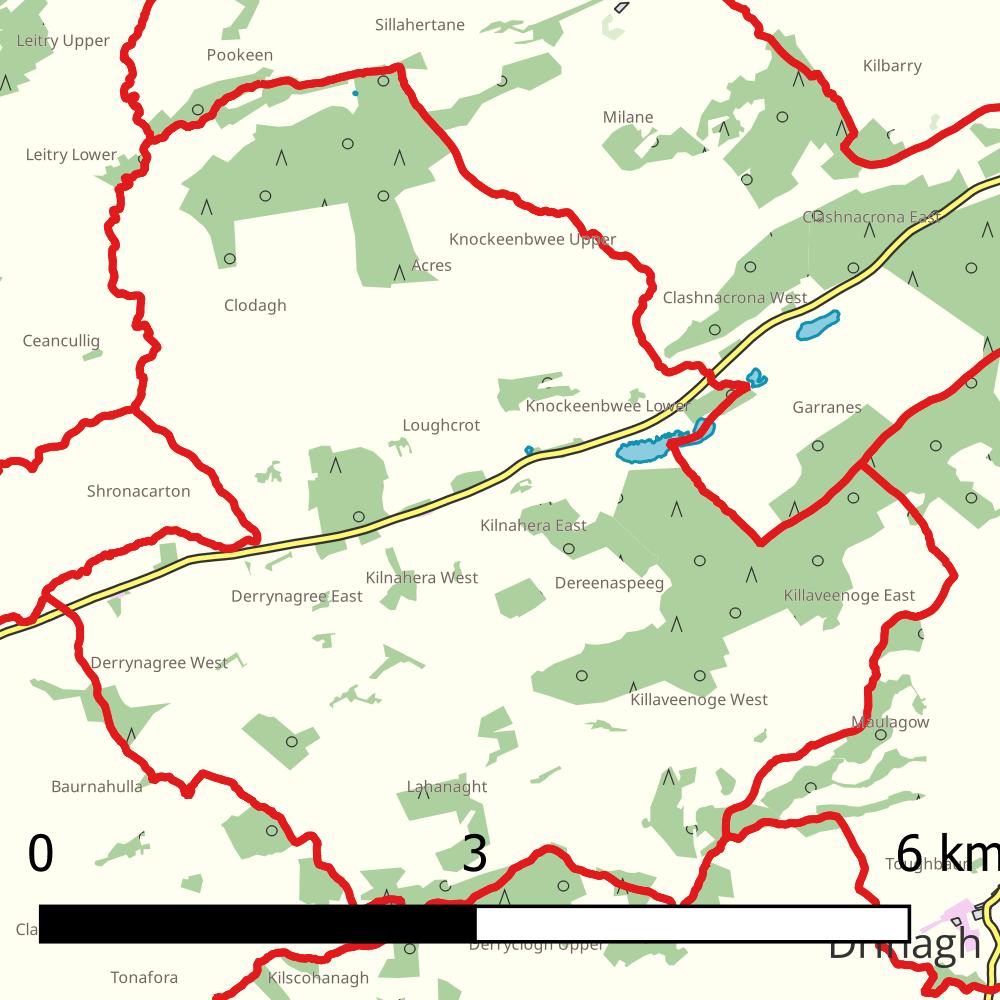 Sillahertane
Leitry Upper
Pookeen
Kilbarry
Milane
Leitry Lower
Clashnacrona East
Knockeenbwee Upper
Acres
Clashnacrona West
Clodagh
Ceancullig
Knockeenbwee Lower
Garranes
Loughcrot
Shronacarton
Kilnahera East
Kilnahera West
Dereenaspeeg
Derrynagree East
Killaveenoge East
Derrynagree West
Killaveenoge West
Maulagow
Baurnahulla
Lahanaght
0 3 6 km
Toughbaun
Cla
Drinagh
Derryclogh Upper
Tonafora
Kilscohanagh